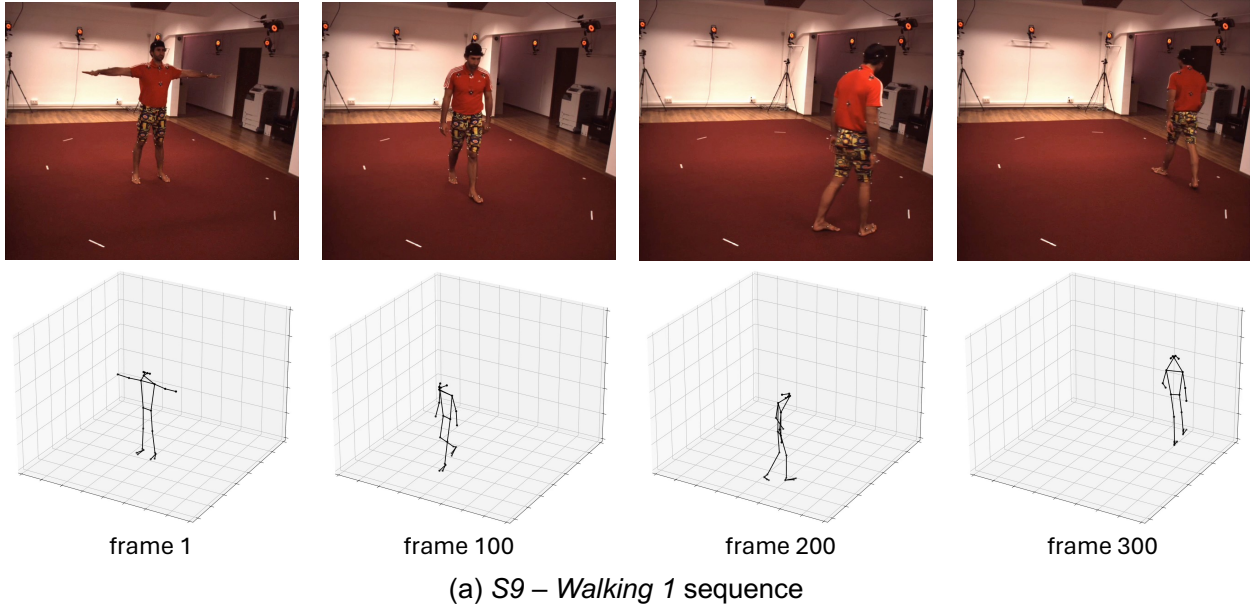 frame 1
frame 100
frame 200
frame 300
(a) S9 – Walking 1 sequence